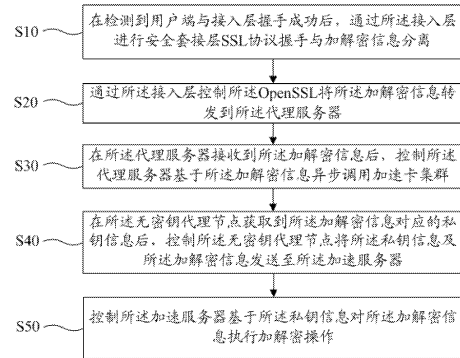 S10
在检测到用户端与接入层握手成功后，通过所述接入层
进行安全套接层SSL协议握手与加解密信息分离
S20
通过所述接入层控制所述OpenSSL将所述加解密信息转
发到所述代理服务器
S30
在所述代理服务器接收到所述加解密信息后，控制所述
代理服务器基于所述加解密信息异步调用加速卡集群
S40
在所述无密钥代理节点获取到所述加解密信息对应的私
钥信息后，控制所述无密钥代理节点将所述私钥信息及
所述加解密信息发送至所述加速服务器
S50
控制所述加速服务器基于所述私钥信息对所述加解密信
息执行加解密操作